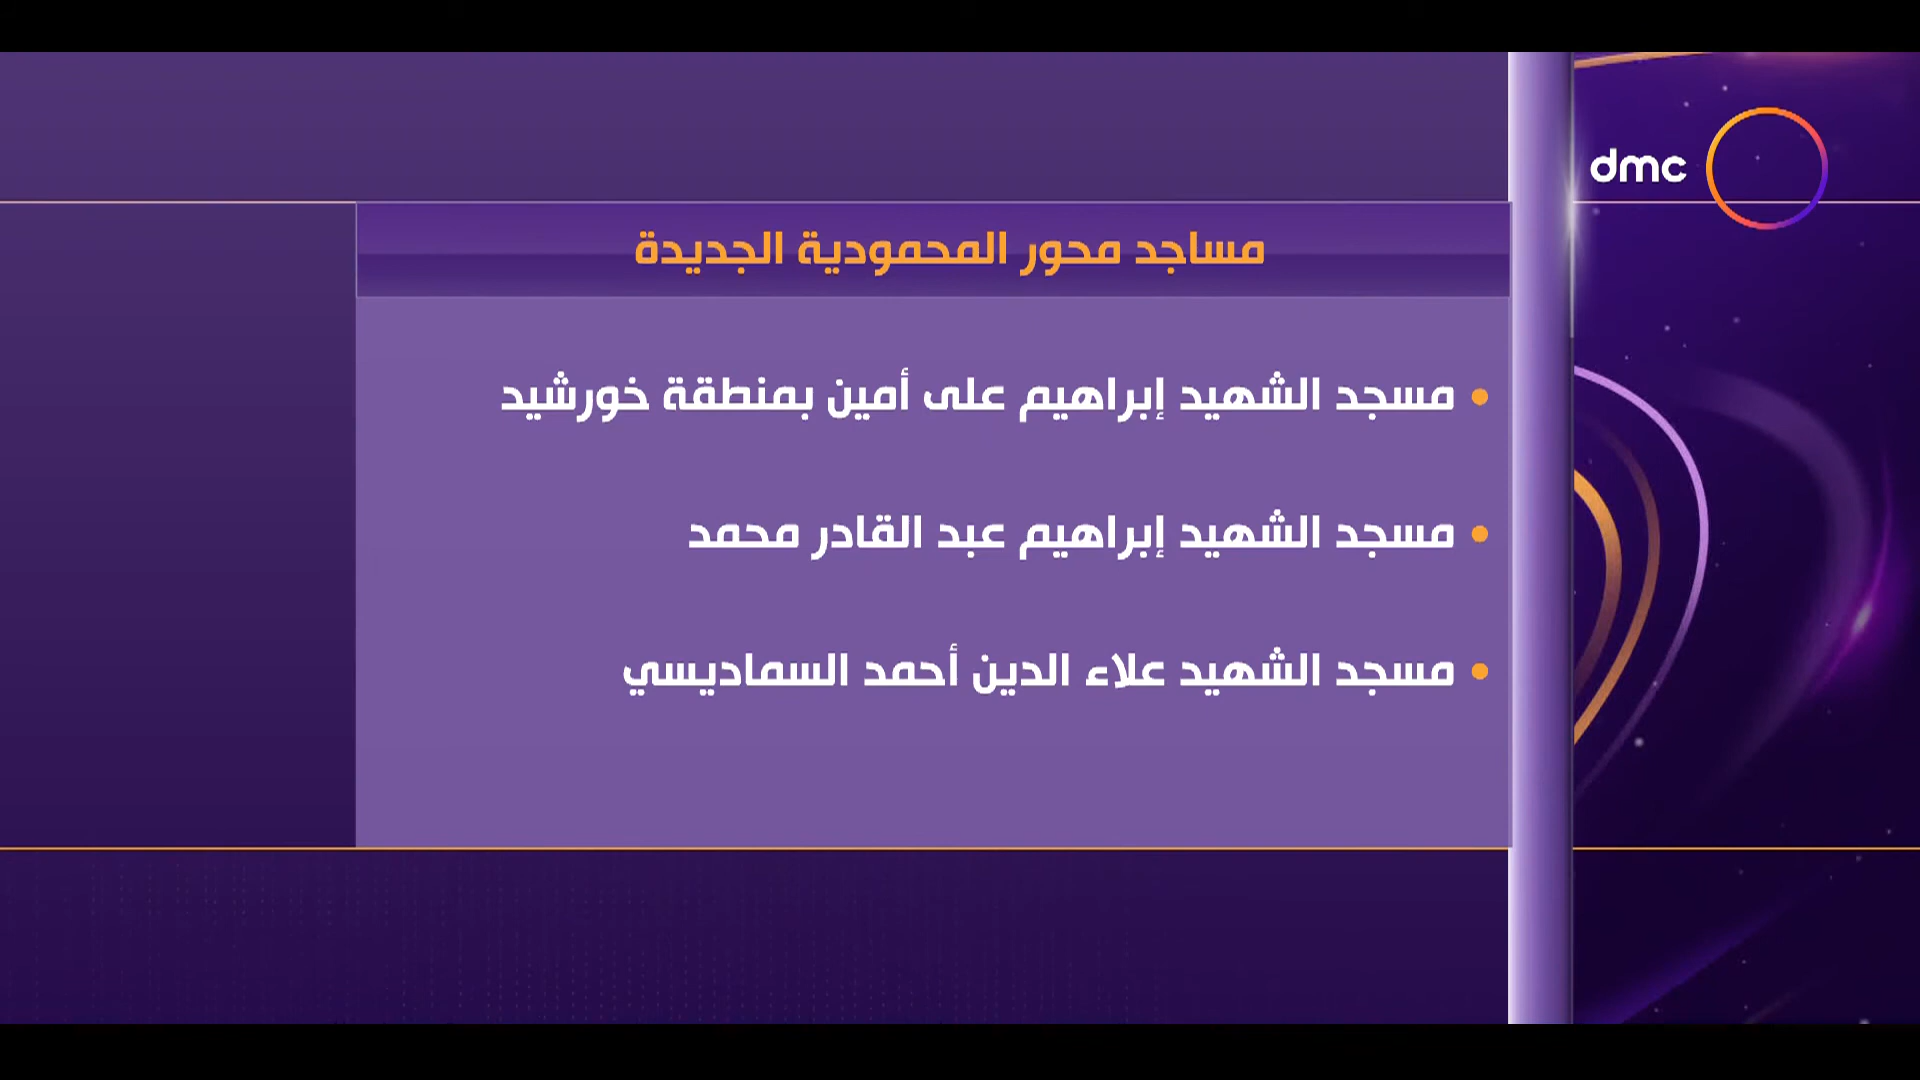 dmc
مساجد محور المحمودية الجديدة
• مسجد الشهيد إبراهيم على أمين بمنطقة خورشيد
• مسجد الشهيد إبراهيم عبد القادر محمد
• مسجد الشهيد علاء الدين أحمد السماديسي